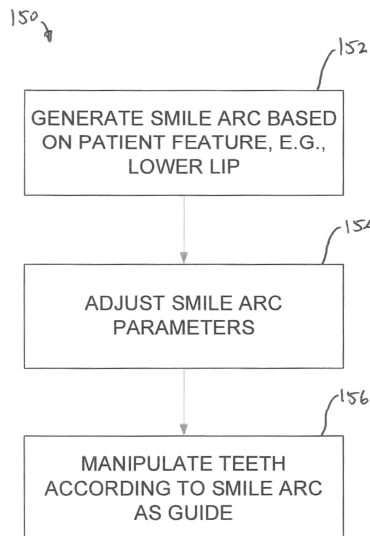 150
152
GENERATE SMILE ARC BASED
ON PATIENT FEATURE, E.G.,
LOWER LIP
154
ADJUST SMILE ARC
PARAMETERS
156
MANIPULATE TEETH
ACCORDING TO SMILE ARC
AS GUIDE